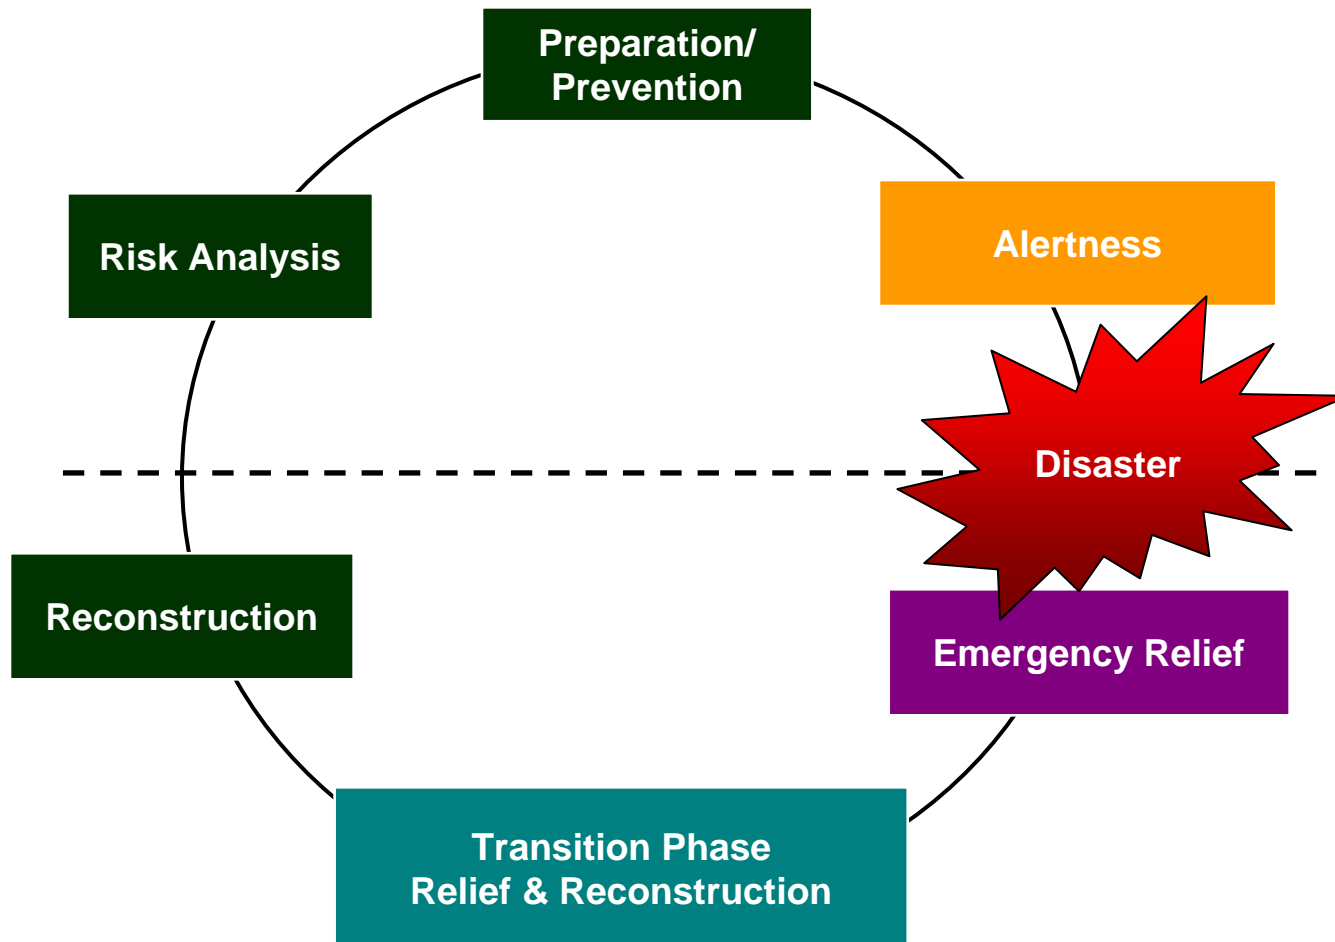 Preparation/
Prevention
Risk Analysis
Alertness
Disaster
Reconstruction
Emergency Relief
Transition Phase
Relief & Reconstruction